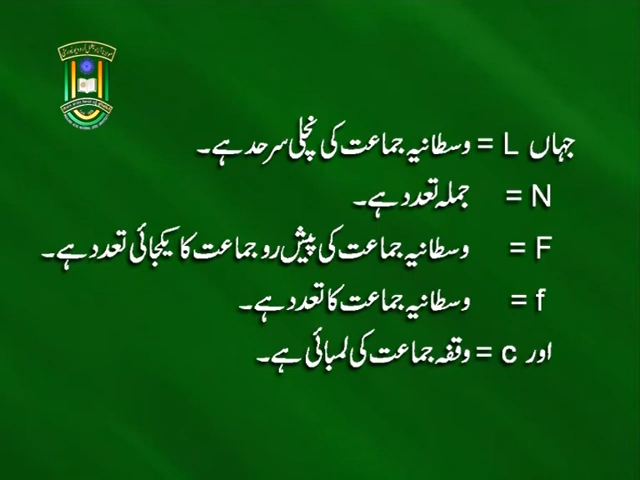 جہاں L = وسطانیہ جماعت کی نچلی سرحد ہے۔
N = جملہ تعدد ہے۔
F = وسطانیہ جماعت کی پیش رو جماعت کا یکجائی تعدد ہے۔
f = وسطانیہ جماعت کا تعدد ہے۔
اور c = وقفہ جماعت کی لمبائی ہے۔